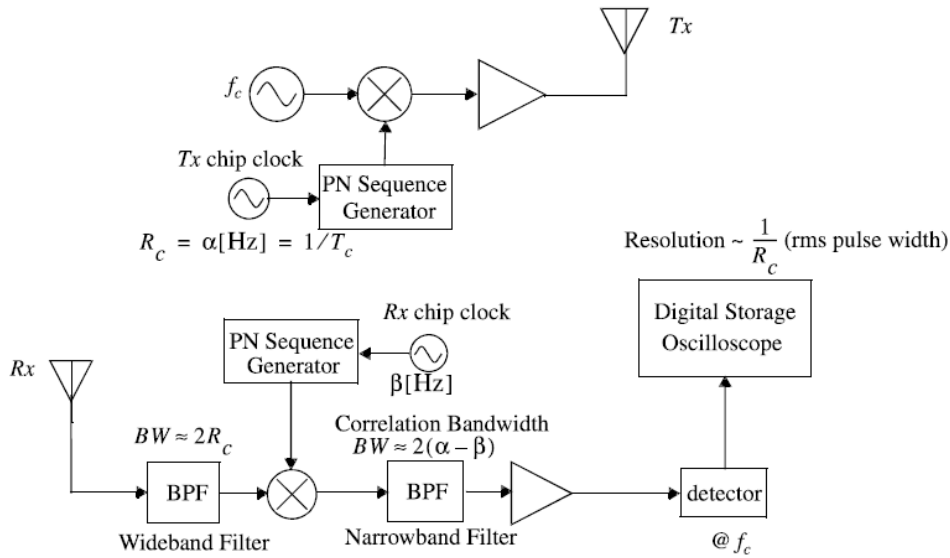 Tx
f_c
Tx chip clock
PN Sequence
Generator
R_c = α[Hz] = 1/T_c
Resolution ~ 1/R_c (rms pulse width)
Digital Storage
Oscilloscope
Rx chip clock
PN Sequence
Generator
β[Hz]
Rx
BW ≈ 2R_c
Correlation Bandwidth
BW ≈ 2(α – β)
BPF
BPF
detector
Wideband Filter
Narrowband Filter
@ f_c